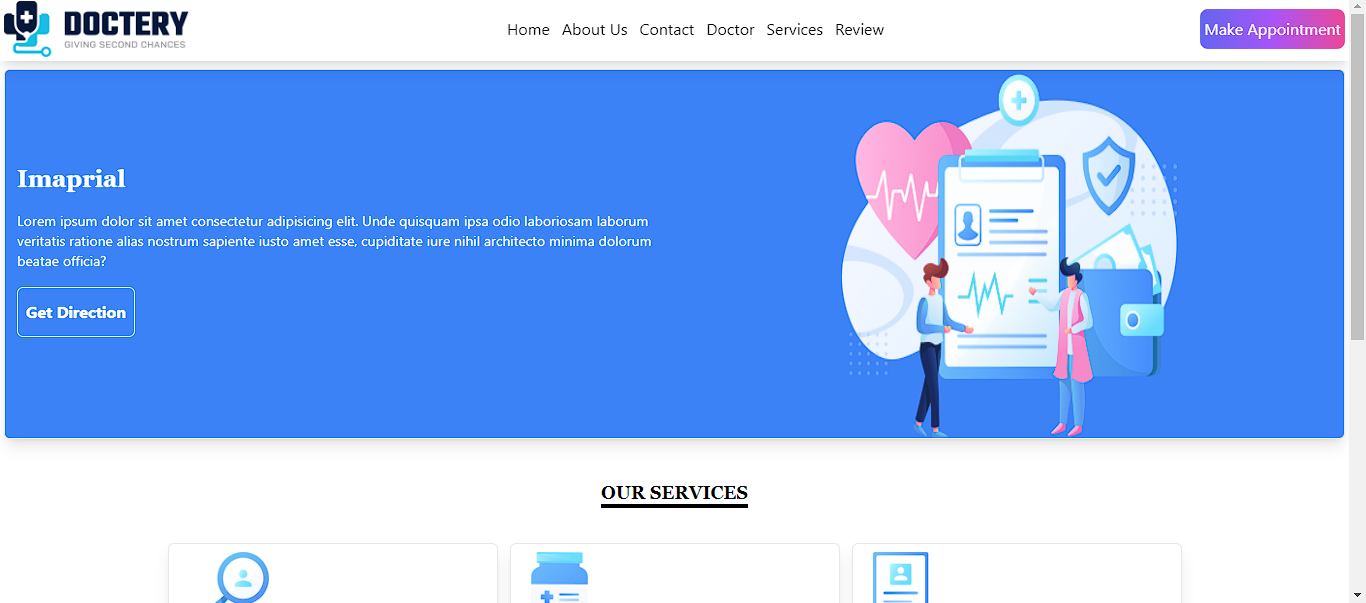 DOCTERY
GIVING SECOND CHANCES
Home About Us Contact Doctor Services Review
Make Appointment
Imaprial
Lorem ipsum dolor sit amet consectetur adipisicing elit. Unde quisquam ipsa odio laboriosam laborum
veritatis ratione alias nostrum sapiente iusto amet esse, cupiditate iure nihil architecto minima dolorum
beatae officia?
Get Direction
OUR SERVICES